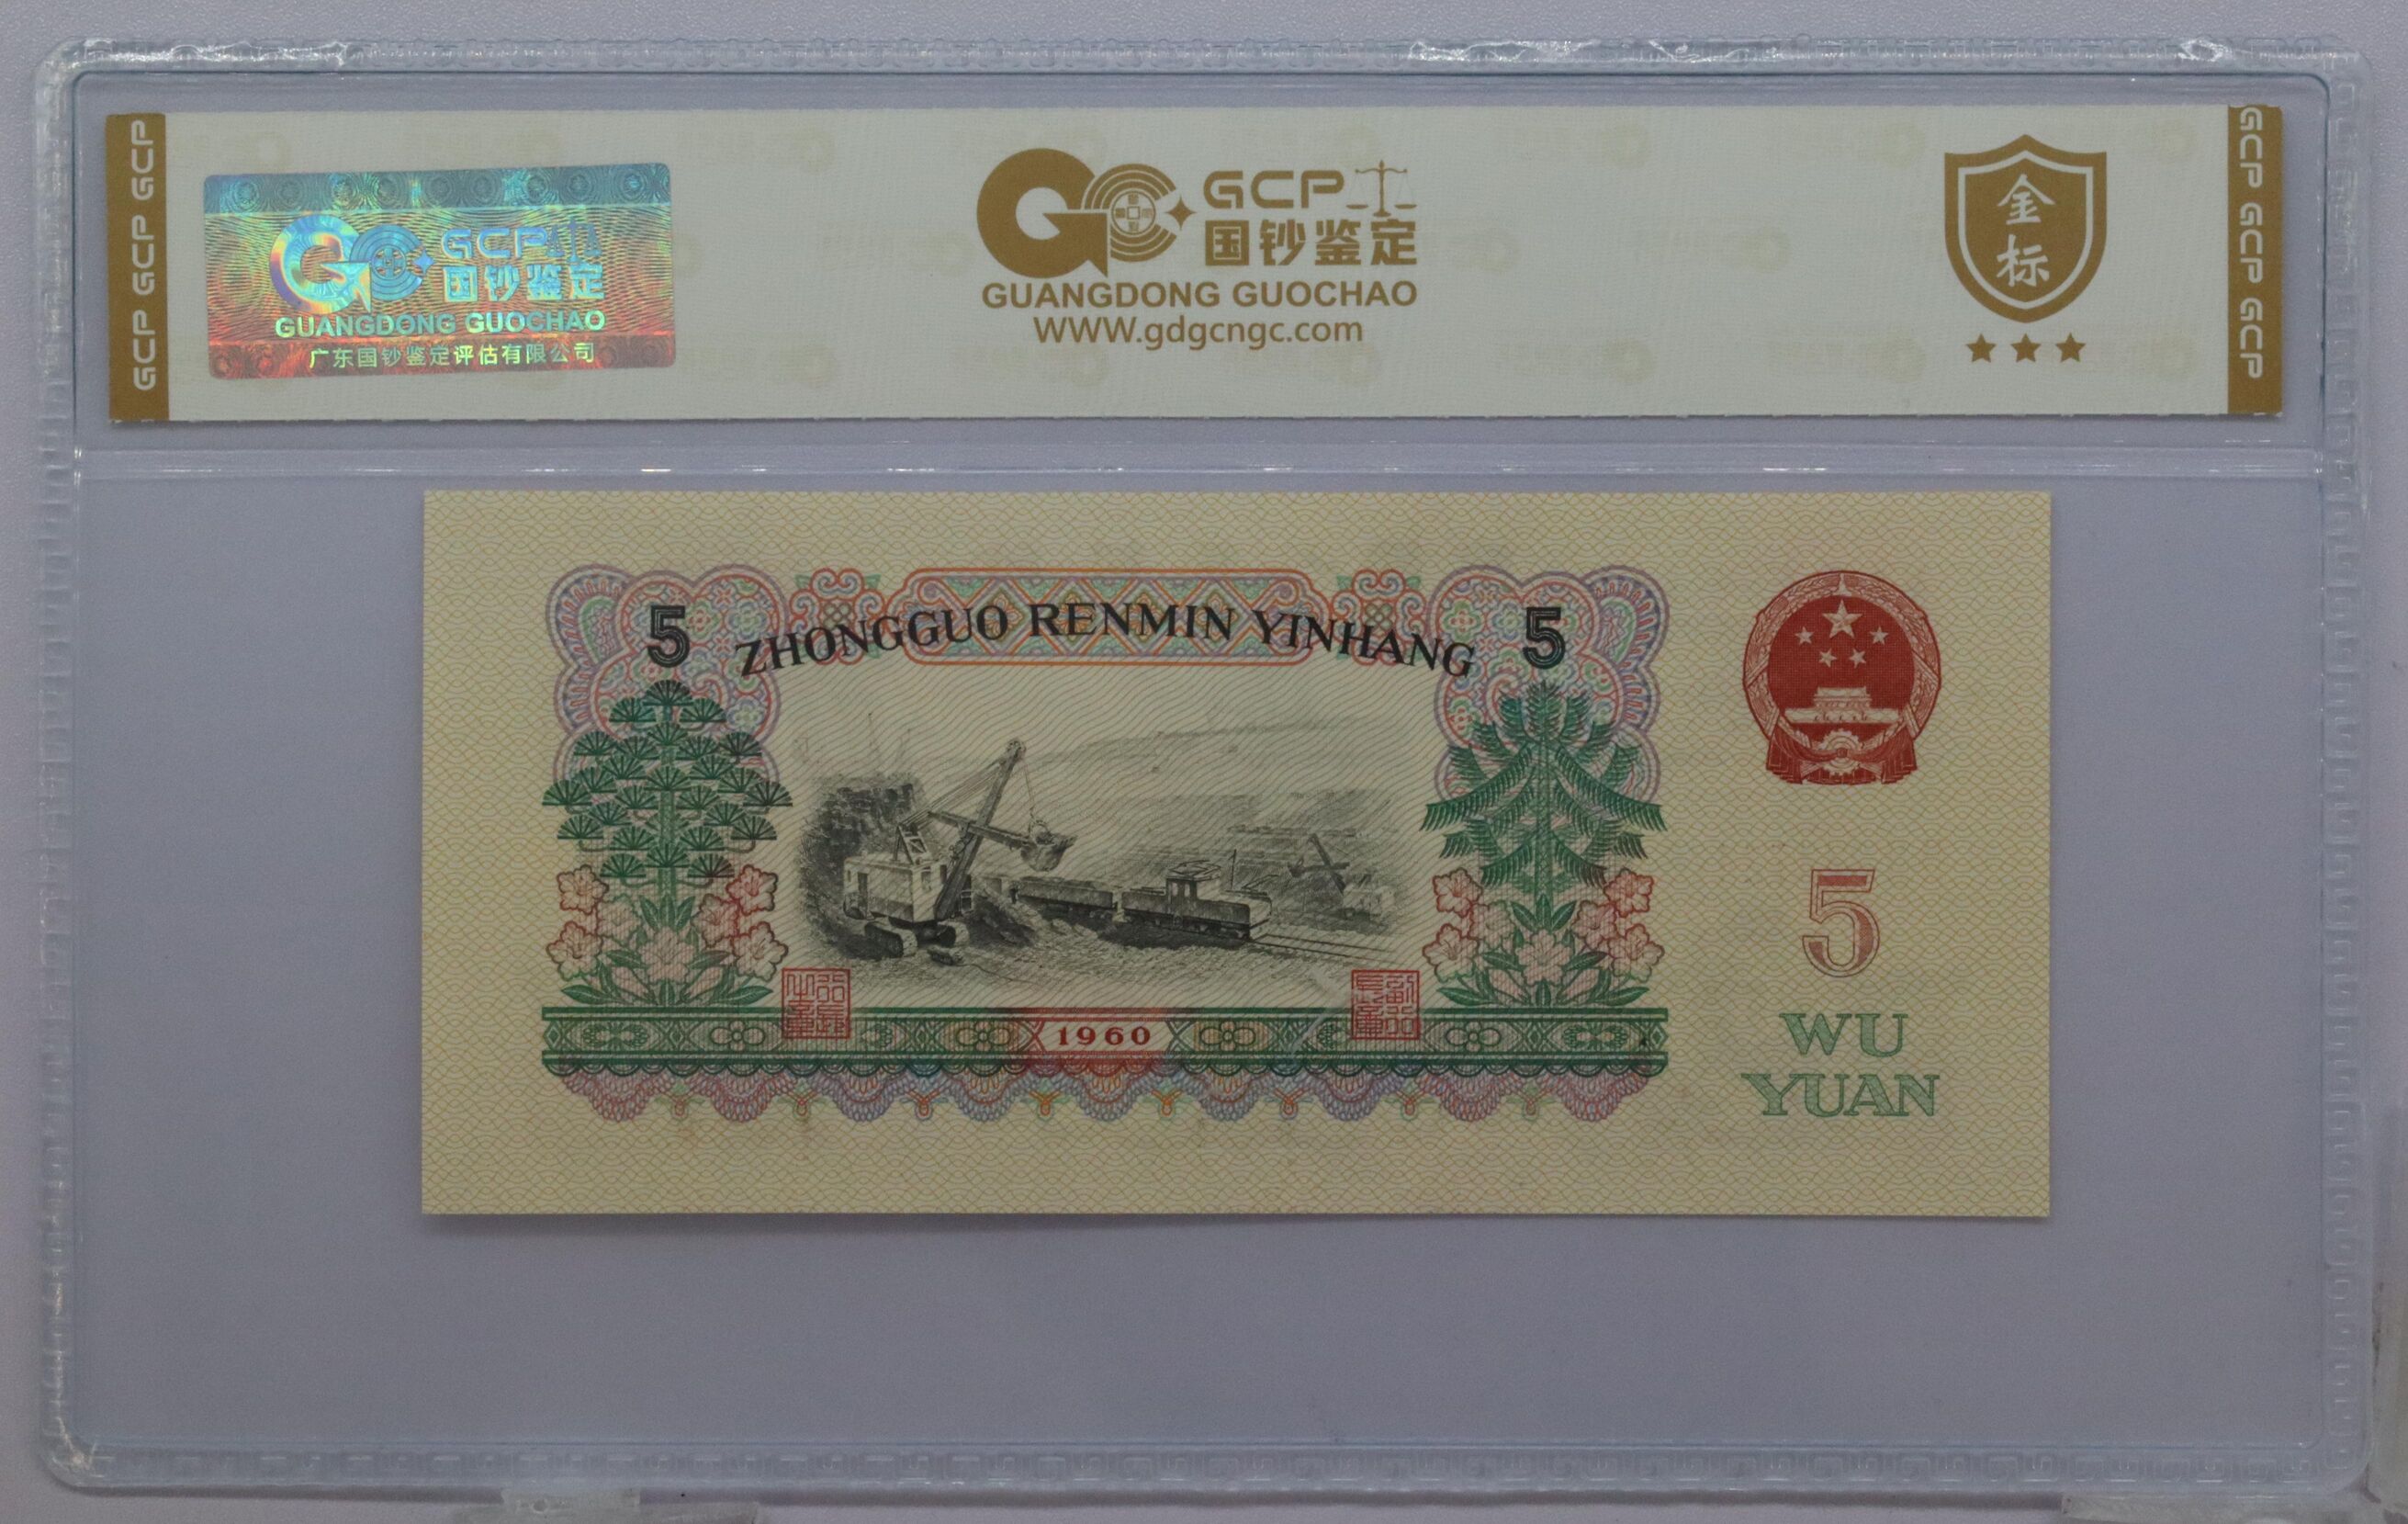 GCP GCP GCP
GCP
国钞鉴定
GUANGDONG GUOCHAO
广东国钞鉴定评估有限公司
GCP
国钞鉴定
GUANGDONG GUOCHAO
WWW.gdgcngc.com
金
标
GCP GCP GCP
5
ZHONGGUO RENMIN YINHANG
5
1960
5
WU
YUAN